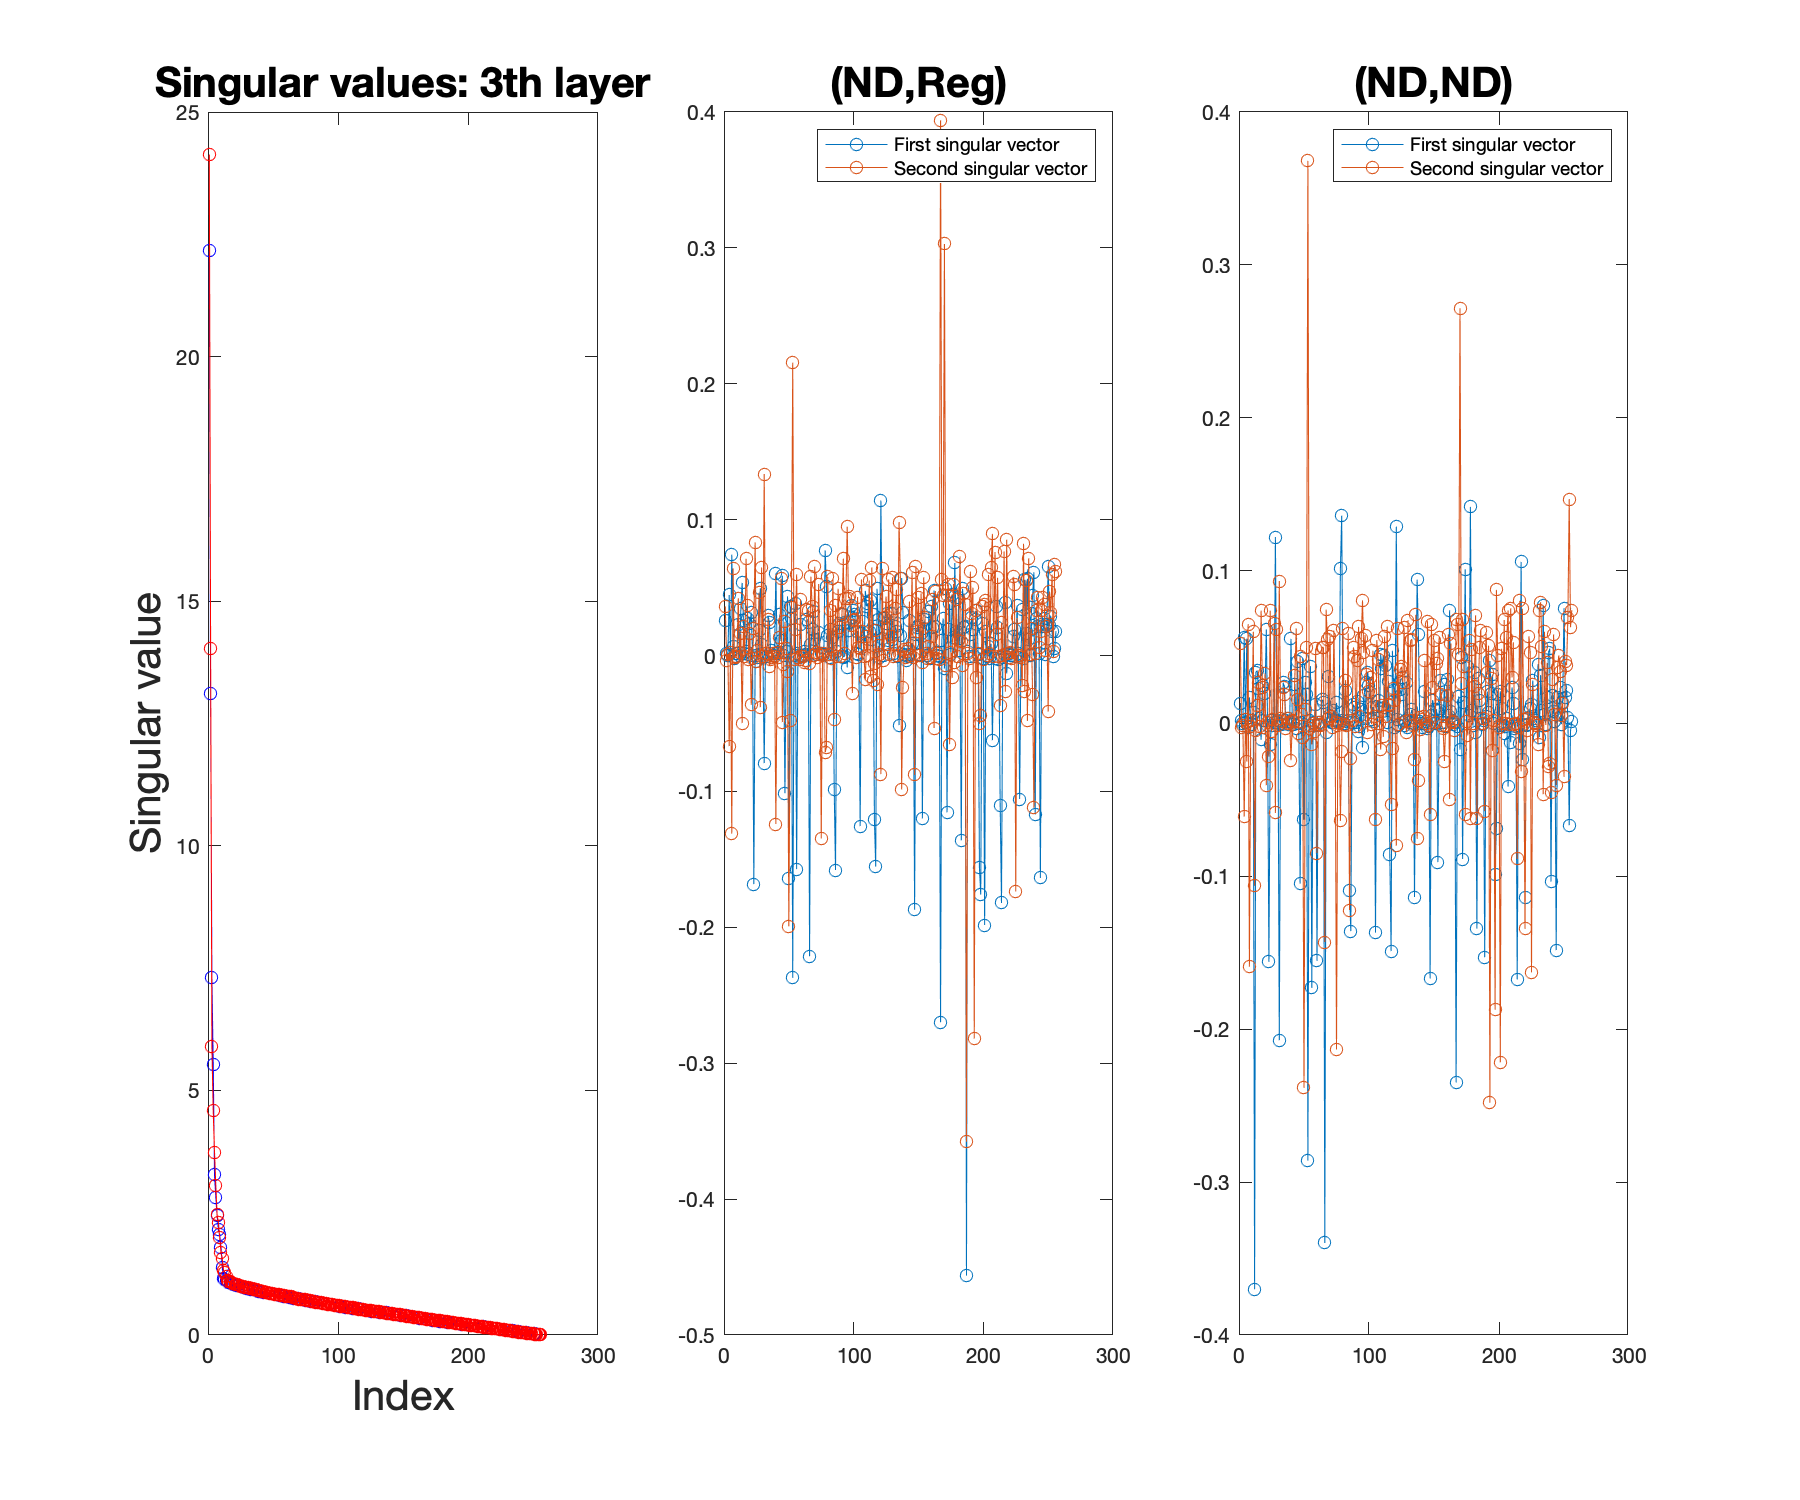 Singular values: 3th layer
25
20
15
10
5
0
0 100 200 300
Singular value
Index
(ND,Reg)
First singular vector
Second singular vector
0.4
0.3
0.2
0.1
0
-0.1
-0.2
-0.3
-0.4
-0.5
0 100 200 300
(ND,ND)
First singular vector
Second singular vector
0.4
0.3
0.2
0.1
0
-0.1
-0.2
-0.3
-0.4
0 100 200 300